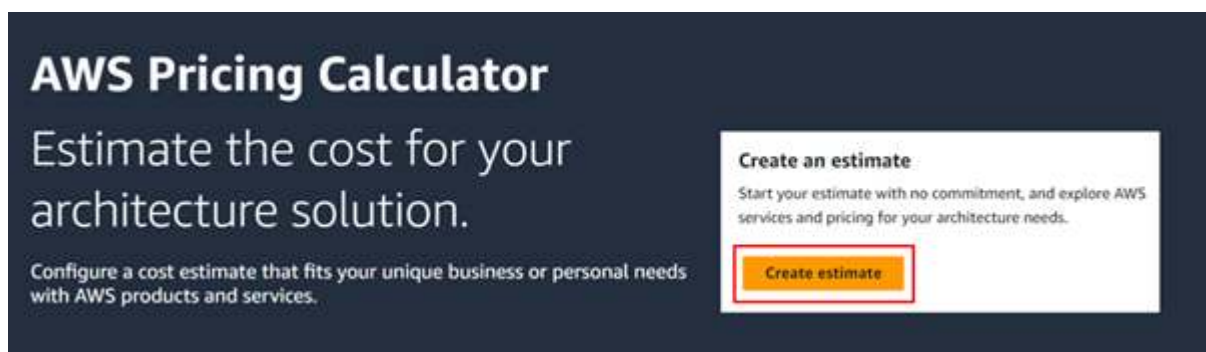 AWS Pricing Calculator
Estimate the cost for your
architecture solution.
Configure a cost estimate that fits your unique business or personal needs
with AWS products and services.
Create an estimate
Start your estimate with no commitment, and explore AWS
services and pricing for your architecture needs.
Create estimate